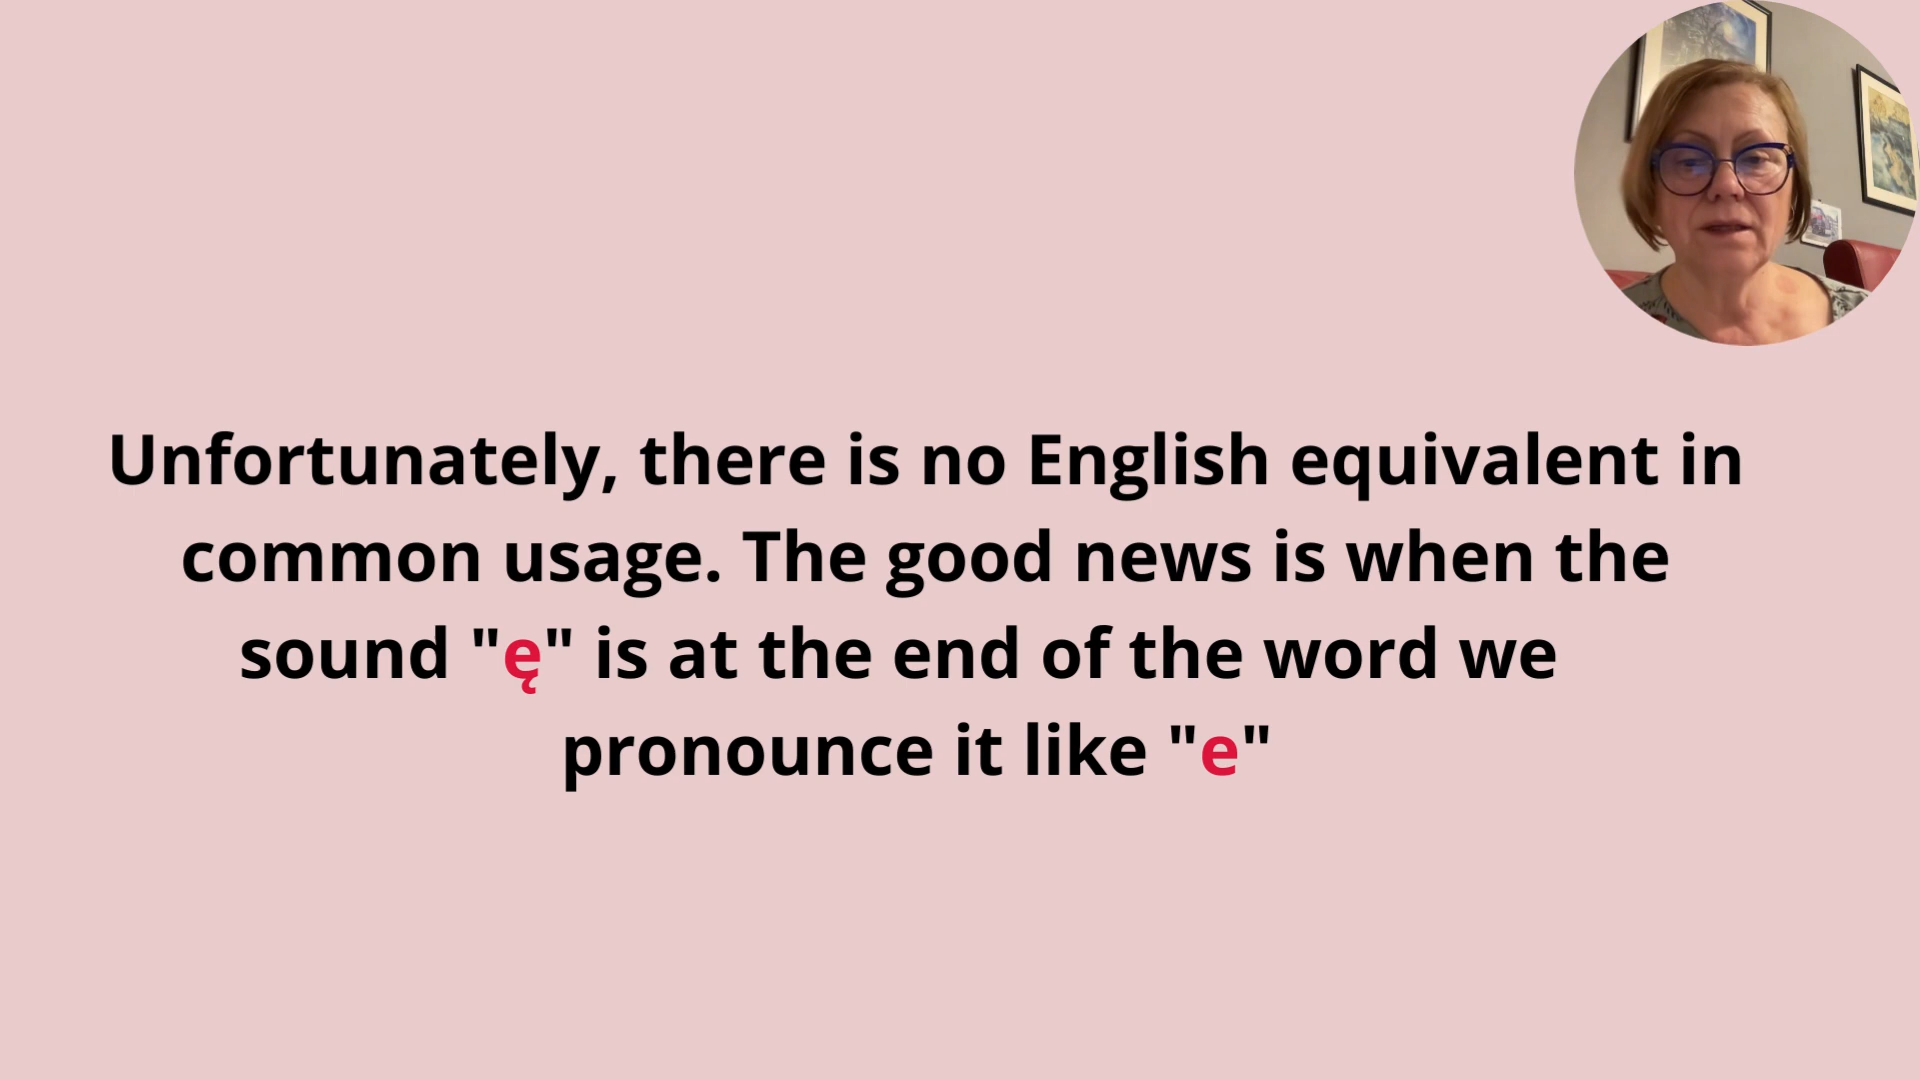 Unfortunately, there is no English equivalent in
common usage. The good news is when the
sound "ę" is at the end of the word we
pronounce it like "e"